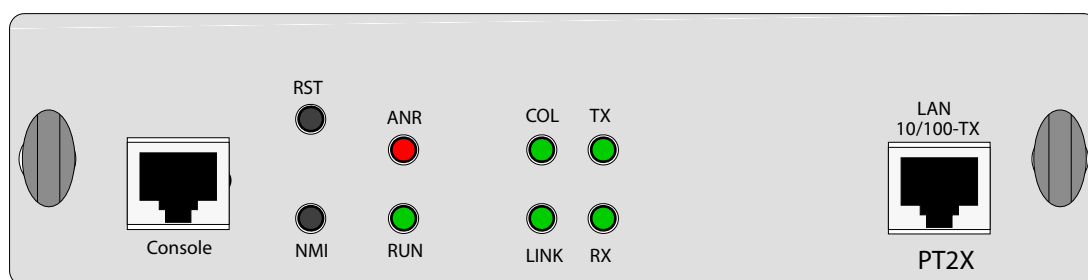 RST
ANR
COL
TX
LAN
10/100-TX
Console
NMI
RUN
LINK
RX
PT2X